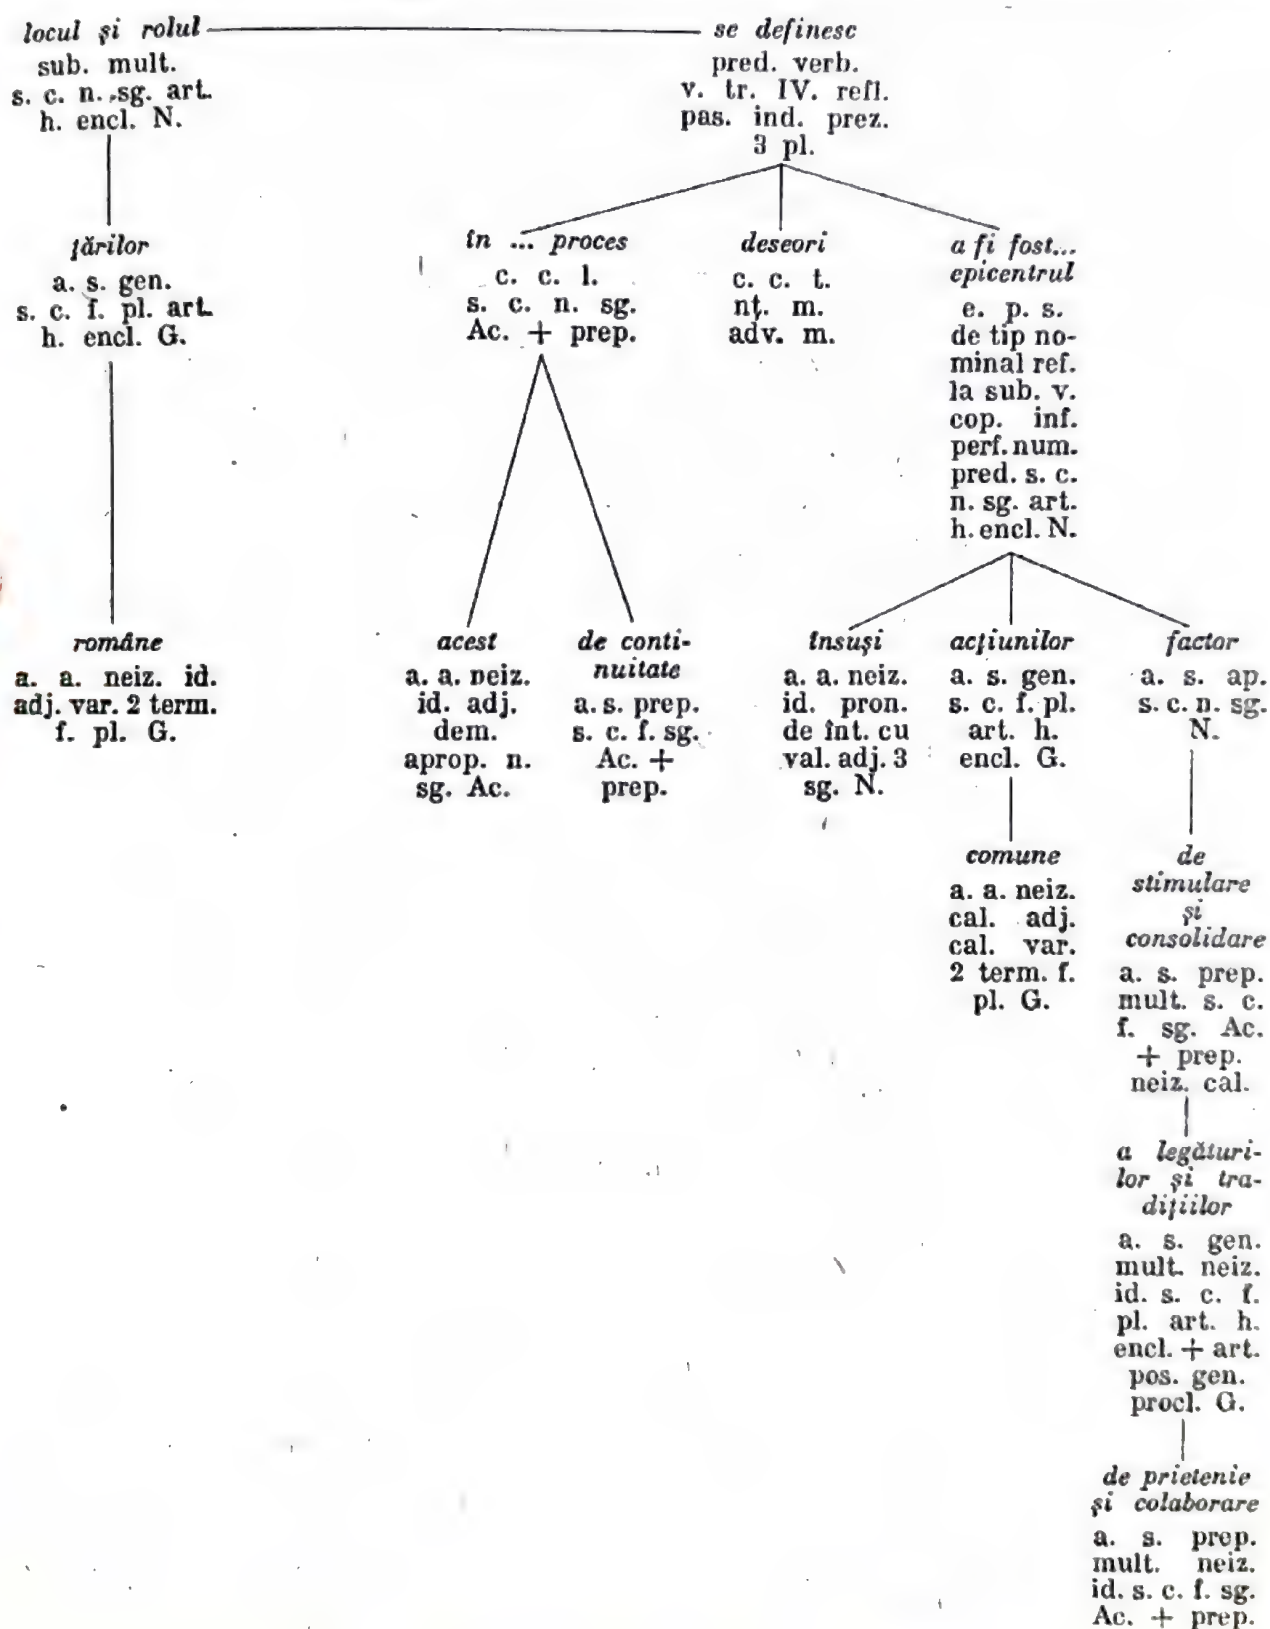 locul și rolul
sub. mult.
s. c. n. sg. art.
h. encl. N.
se definesc
pred. verb.
v. tr. IV. refl.
pas. ind. prez.
3 pl.
țărilor
a. s. gen.
s. c. f. pl. art.
h. encl. G.
în ... proces
c. c. l.
s. c. n. sg.
Ac. + prep.
deseori
c. c. t.
nț. m.
adv. m.
a fi fost...
epicentrul
e. p. s.
de tip no-
minal ref.
la sub. v.
cop. inf.
perf. num.
pred. s. c.
n. sg. art.
h. encl. N.
române
a. a. neiz. id.
adj. var. 2 term.
f. pl. G.
acest
a. a. neiz.
id. adj.
dem.
aprop. n.
sg. Ac.
de conti-
nuitate
a. s. prep.
s. c. f. sg.
Ac. +
prep.
însuși
a. a. neiz.
id. pron.
de înt. cu
val. adj. 3
sg. N.
acțiunilor
a. s. gen.
s. c. f. pl.
art. h.
encl. G.
factor
a. s. ap.
s. c. n. sg.
N.
comune
a. a. neiz.
cal. adj.
cal. var.
2 term. f.
pl. G.
de
stimulare
și
consolidare
a. s. prep.
mult. s. c.
f. sg. Ac.
+ prep.
neiz. cal.
a legături-
lor și tra-
dițiilor
a. s. gen.
mult. neiz.
id. s. c. f.
pl. art. h.
encl. + art.
pos. gen.
procl. G.
de prietenie
și colaborare
a. s. prep.
mult. neiz.
id. s. c. f. sg.
Ac. + prep.